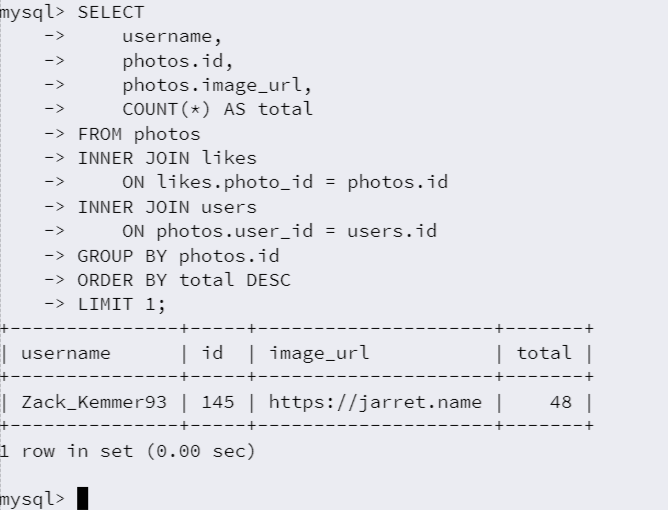 mysql> SELECT
    ->     username,
    ->     photos.id,
    ->     photos.image_url,
    ->     COUNT(*) AS total
    -> FROM photos
    -> INNER JOIN likes
    ->     ON likes.photo_id = photos.id
    -> INNER JOIN users
    ->     ON photos.user_id = users.id
    -> GROUP BY photos.id
    -> ORDER BY total DESC
    -> LIMIT 1;
+---------------+-----+---------------------+-------+
| username      | id  | image_url           | total |
+---------------+-----+---------------------+-------+
| Zack_Kemmer93 | 145 | https://jarret.name |    48 |
+---------------+-----+---------------------+-------+
1 row in set (0.00 sec)
mysql>